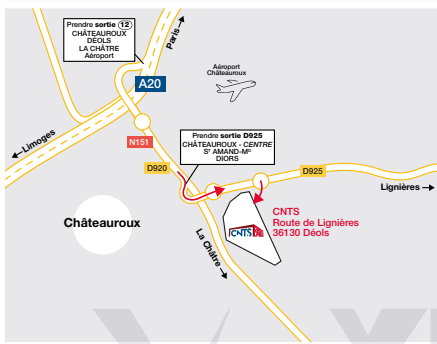 Prendre sortie 12
CHÂTEAUROUX
DÉOLS
LA CHÂTRE
Aéroport
Paris
Aéroport
Châteauroux
A20
Limoges
N151
Prendre sortie D925
CHÂTEAUROUX - CENTRE
Sᵗ AMAND-Mᴰ
DIORS
D920
D925
Lignières
Châteauroux
CNTS
Route de Lignières
36130 Déols
CNTS
La Châtre